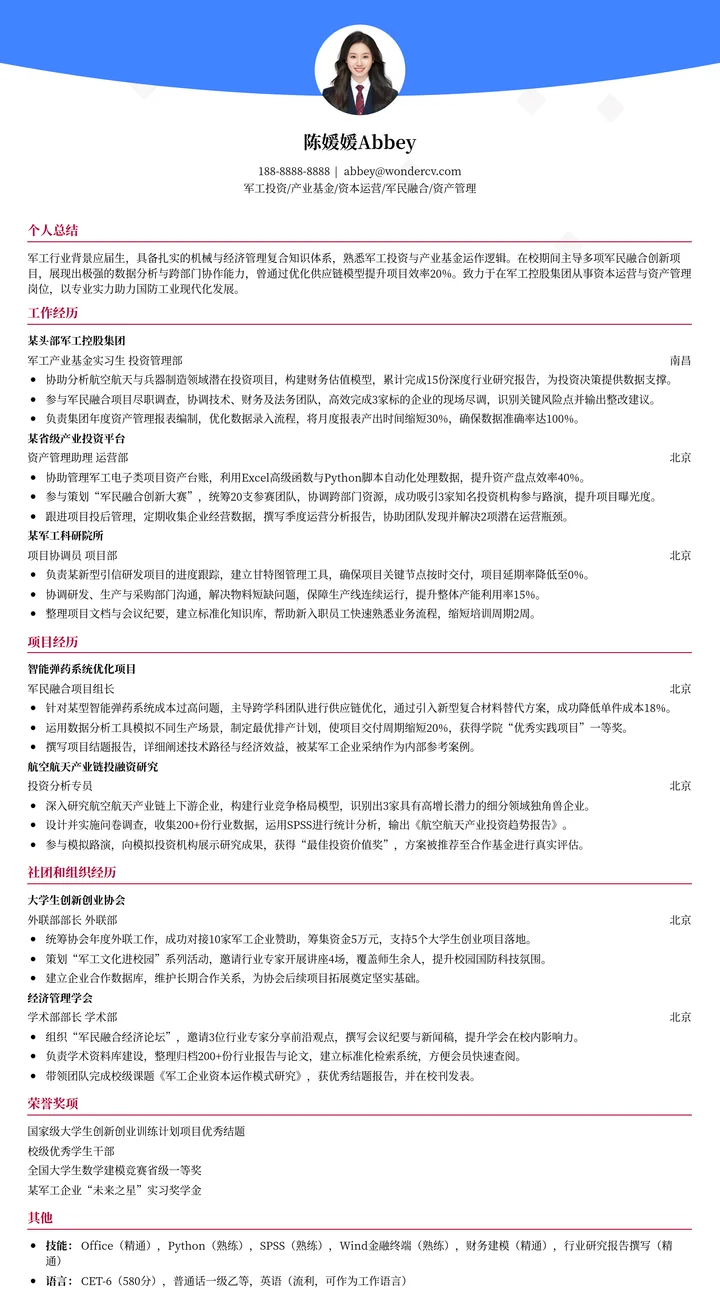 陈媛媛Abbey
188-8888-8888 | abbey@wondercv.com
军工投资/产业基金/资本运营/军民融合/资产管理
个人总结
军工行业背景应届生，具备扎实的机械与经济管理复合知识体系，熟悉军工投资与产业基金运作逻辑。在校期间主导多项军民融合创新项
目，展现出极强的数据分析与跨部门协作能力，曾通过优化供应链模型提升项目效率20%。致力于在军工控股集团从事资本运营与资产管理
岗位，以专业实力助力国防工业现代化发展。
工作经历
某头部军工控股集团
军工产业基金实习生 投资管理部 南昌
• 协助分析航空航天与兵器制造领域潜在投资项目，构建财务估值模型，累计完成15份深度行业研究报告，为投资决策提供数据支撑。
• 参与军民融合项目尽职调查，协调技术、财务及法务团队，高效完成3家标的企业的现场尽调，识别关键风险点并输出整改建议。
• 负责集团年度资产管理报表编制，优化数据录入流程，将月度报表产出时间缩短30%，确保数据准确率达100%。
某省级产业投资平台
资产管理助理 运营部 北京
• 协助管理军工电子类项目资产台账，利用Excel高级函数与Python脚本自动化处理数据，提升资产盘点效率40%。
• 参与策划“军民融合创新大赛”，统筹20支参赛团队，协调跨部门资源，成功吸引3家知名投资机构参与路演，提升项目曝光度。
• 跟进项目投后管理，定期收集企业经营数据，撰写季度运营分析报告，协助团队发现并解决2项潜在运营瓶颈。
某军工科研院所
项目协调员 项目部 北京
• 负责某新型引信研发项目的进度跟踪，建立甘特图管理工具，确保项目关键节点按时交付，项目延期率降低至0%。
• 协调研发、生产与采购部门沟通，解决物料短缺问题，保障生产线连续运行，提升整体产能利用率15%。
• 整理项目文档与会议纪要，建立标准化知识库，帮助新入职员工快速熟悉业务流程，缩短培训周期2周。
项目经历
智能弹药系统优化项目
军民融合项目组长 北京
• 针对某型智能弹药系统成本过高问题，主导跨学科团队进行供应链优化，通过引入新型复合材料替代方案，成功降低单件成本18%。
• 运用数据分析工具模拟不同生产场景，制定最优排产计划，使项目交付周期缩短20%，获得学院“优秀实践项目”一等奖。
• 撰写项目结题报告，详细阐述技术路径与经济效益，被某军工企业采纳作为内部参考案例。
航空航天产业链投融资研究
投资分析专员 北京
• 深入研究航空航天产业链上下游企业，构建行业竞争格局模型，识别出3家具有高增长潜力的细分领域独角兽企业。
• 设计并实施问卷调查，收集200+份行业数据，运用SPSS进行统计分析，输出《航空航天产业投资趋势报告》。
• 参与模拟路演，向模拟投资机构展示研究成果，获得“最佳投资价值奖”，方案被推荐至合作基金进行真实评估。
社团和组织经历
大学生创新创业协会
外联部部长 外联部 北京
• 统筹协会年度外联工作，成功对接10家军工企业赞助，筹集资金5万元，支持5个大学生创业项目落地。
• 策划“军工文化进校园”系列活动，邀请行业专家开展讲座4场，覆盖师生余人，提升校园国防科技氛围。
• 建立企业合作数据库，维护长期合作关系，为协会后续项目拓展奠定坚实基础。
经济管理学会
学术部部长 学术部 北京
• 组织“军民融合经济论坛”，邀请3位行业专家分享前沿观点，撰写会议纪要与新闻稿，提升学会在校内影响力。
• 负责学术资料库建设，整理归档200+份行业报告与论文，建立标准化检索系统，方便会员快速查阅。
• 带领团队完成校级课题《军工企业资本运作模式研究》，获优秀结题报告，并在校刊发表。
荣誉奖项
国家级大学生创新创业训练计划项目优秀结题
校级优秀学生干部
全国大学生数学建模竞赛省级一等奖
某军工企业“未来之星”实习奖学金
其他
• 技能： Office（精通），Python（熟练），SPSS（熟练），Wind金融终端（熟练），财务建模（精通），行业研究报告撰写（精
通）
• 语言： CET-6（580分），普通话一级乙等，英语（流利，可作为工作语言）